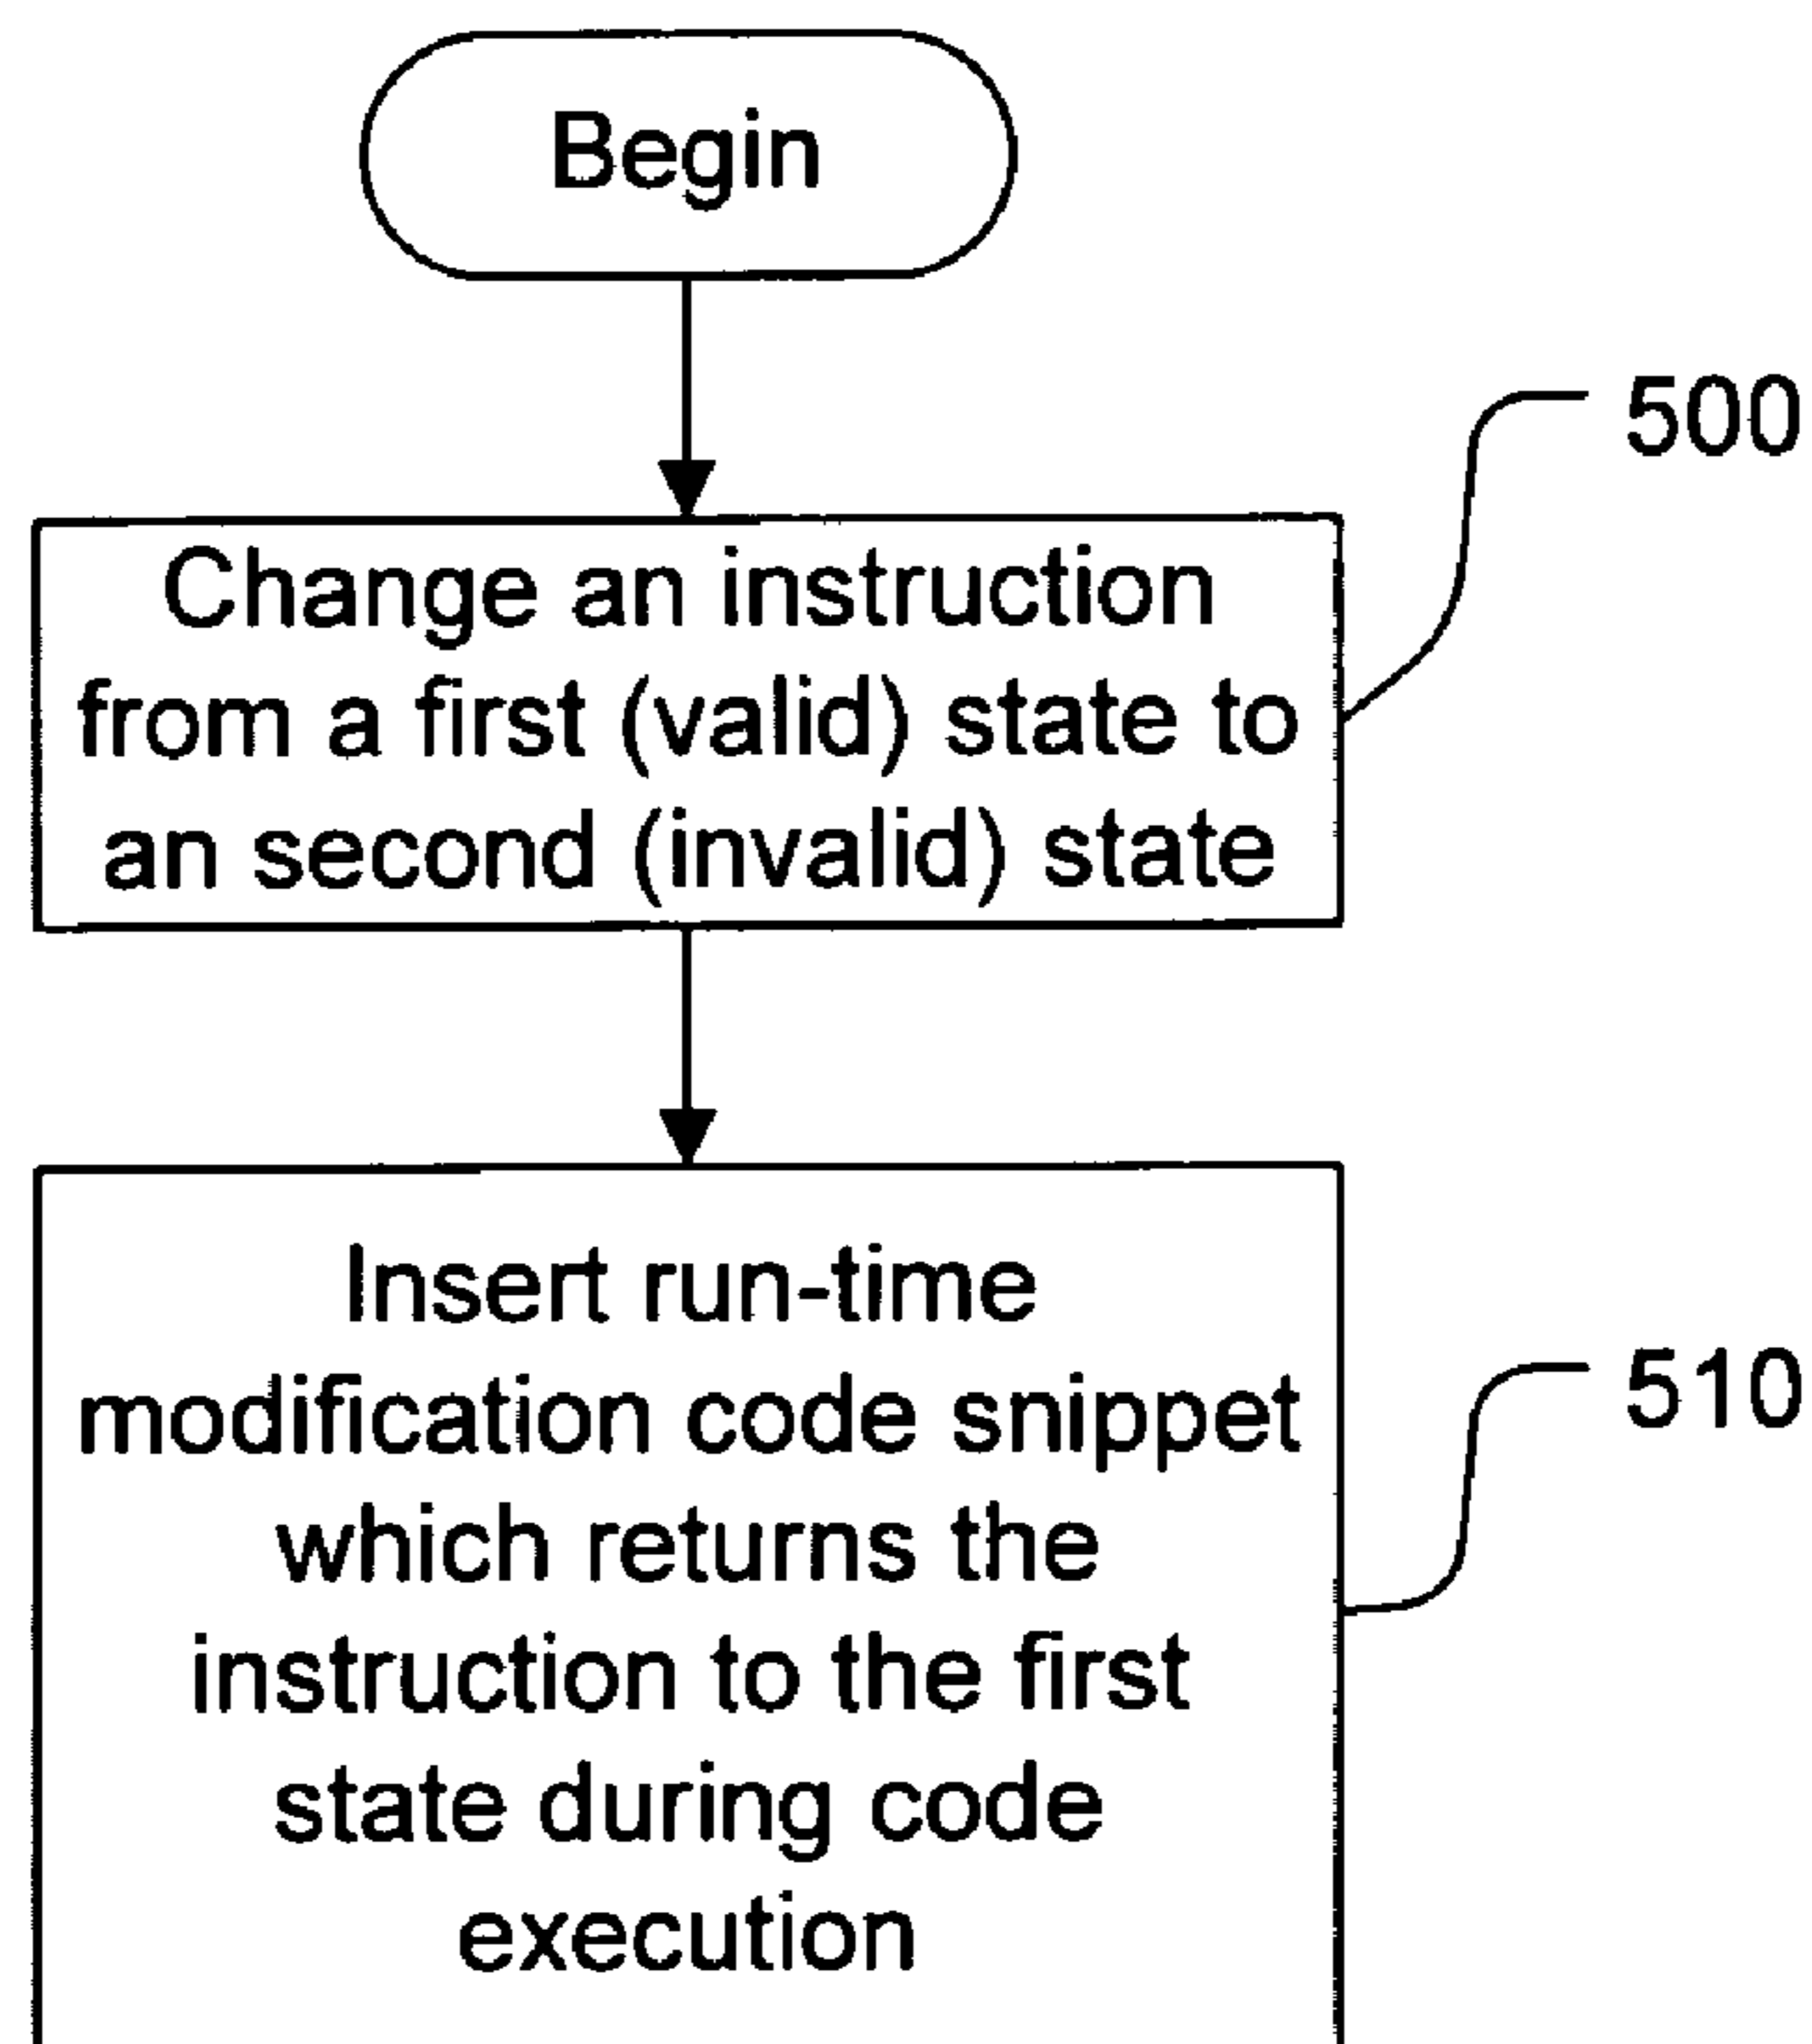 Begin
500
Change an instruction
from a first (valid) state to
an second (invalid) state
Insert run-time
modification code snippet
which returns the
instruction to the first
state during code
execution
510